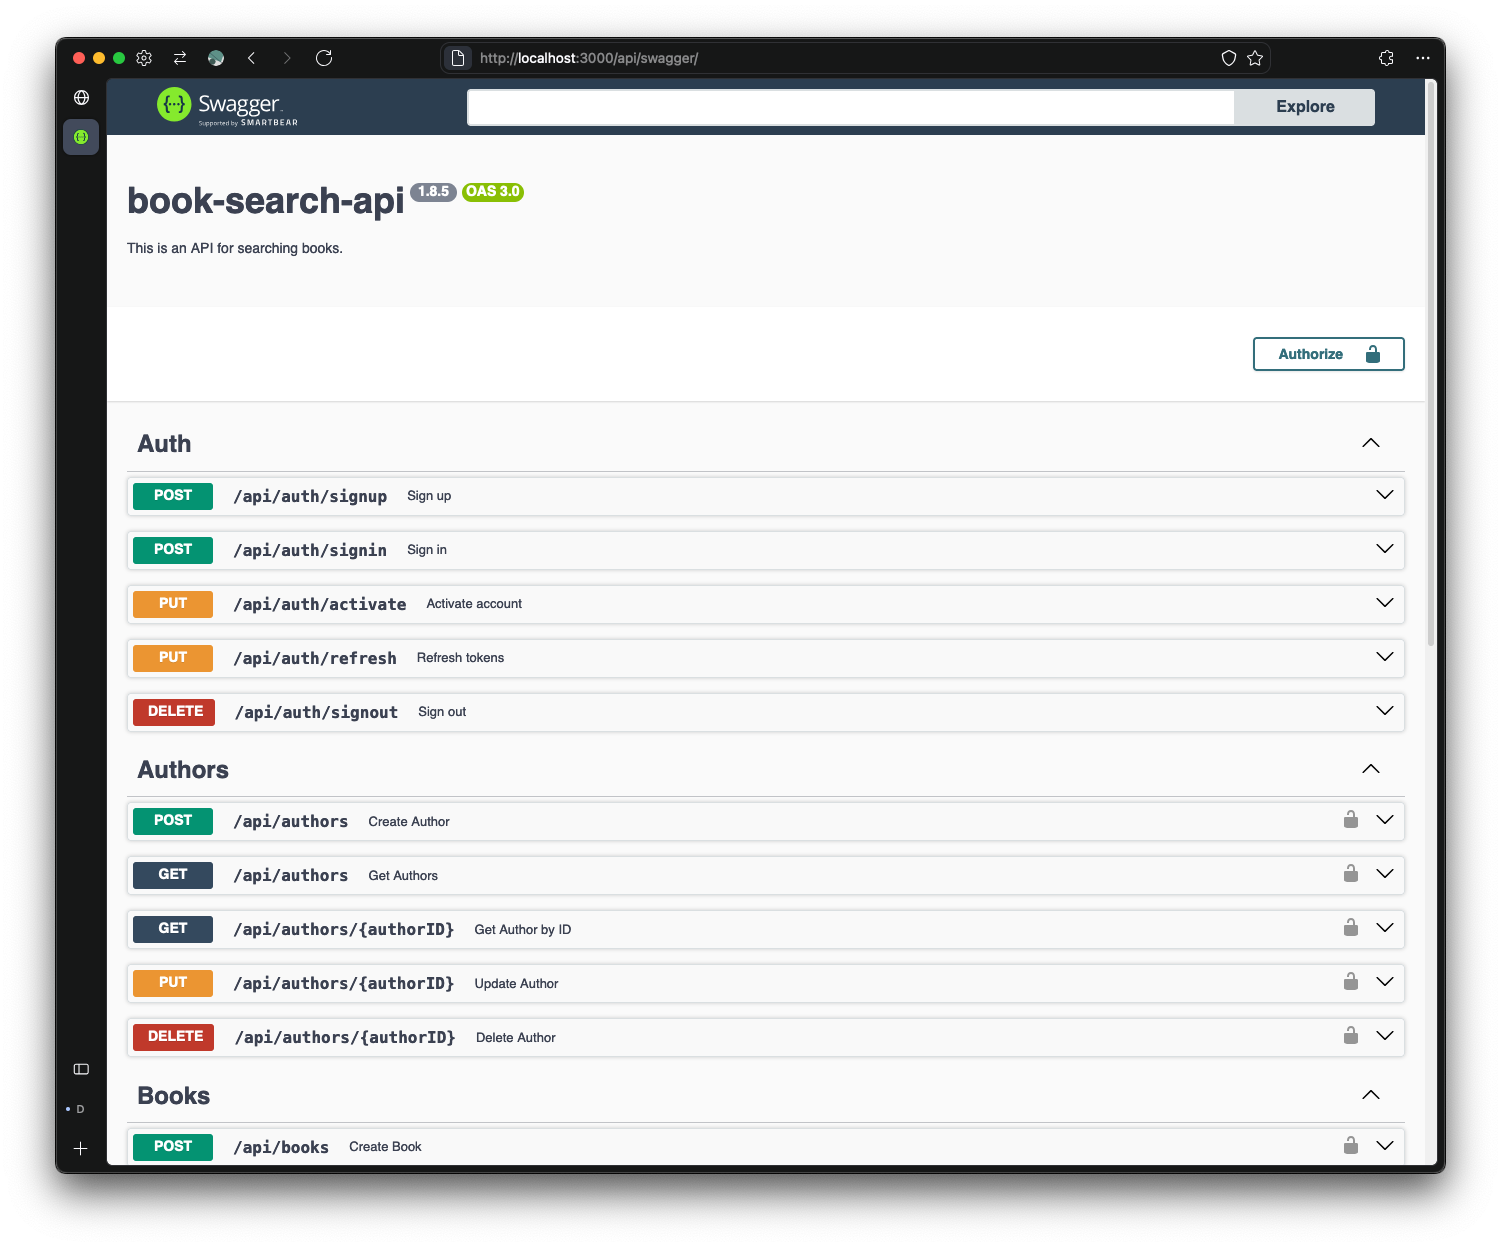 http://localhost:3000/api/swagger/
Swagger
Supported by SMARTBEAR
Explore
book-search-api 1.8.5 OAS 3.0
This is an API for searching books.
Authorize
Auth
POST /api/auth/signup Sign up
POST /api/auth/signin Sign in
PUT /api/auth/activate Activate account
PUT /api/auth/refresh Refresh tokens
DELETE /api/auth/signout Sign out
Authors
POST /api/authors Create Author
GET /api/authors Get Authors
GET /api/authors/{authorID} Get Author by ID
PUT /api/authors/{authorID} Update Author
DELETE /api/authors/{authorID} Delete Author
Books
D
POST /api/books Create Book